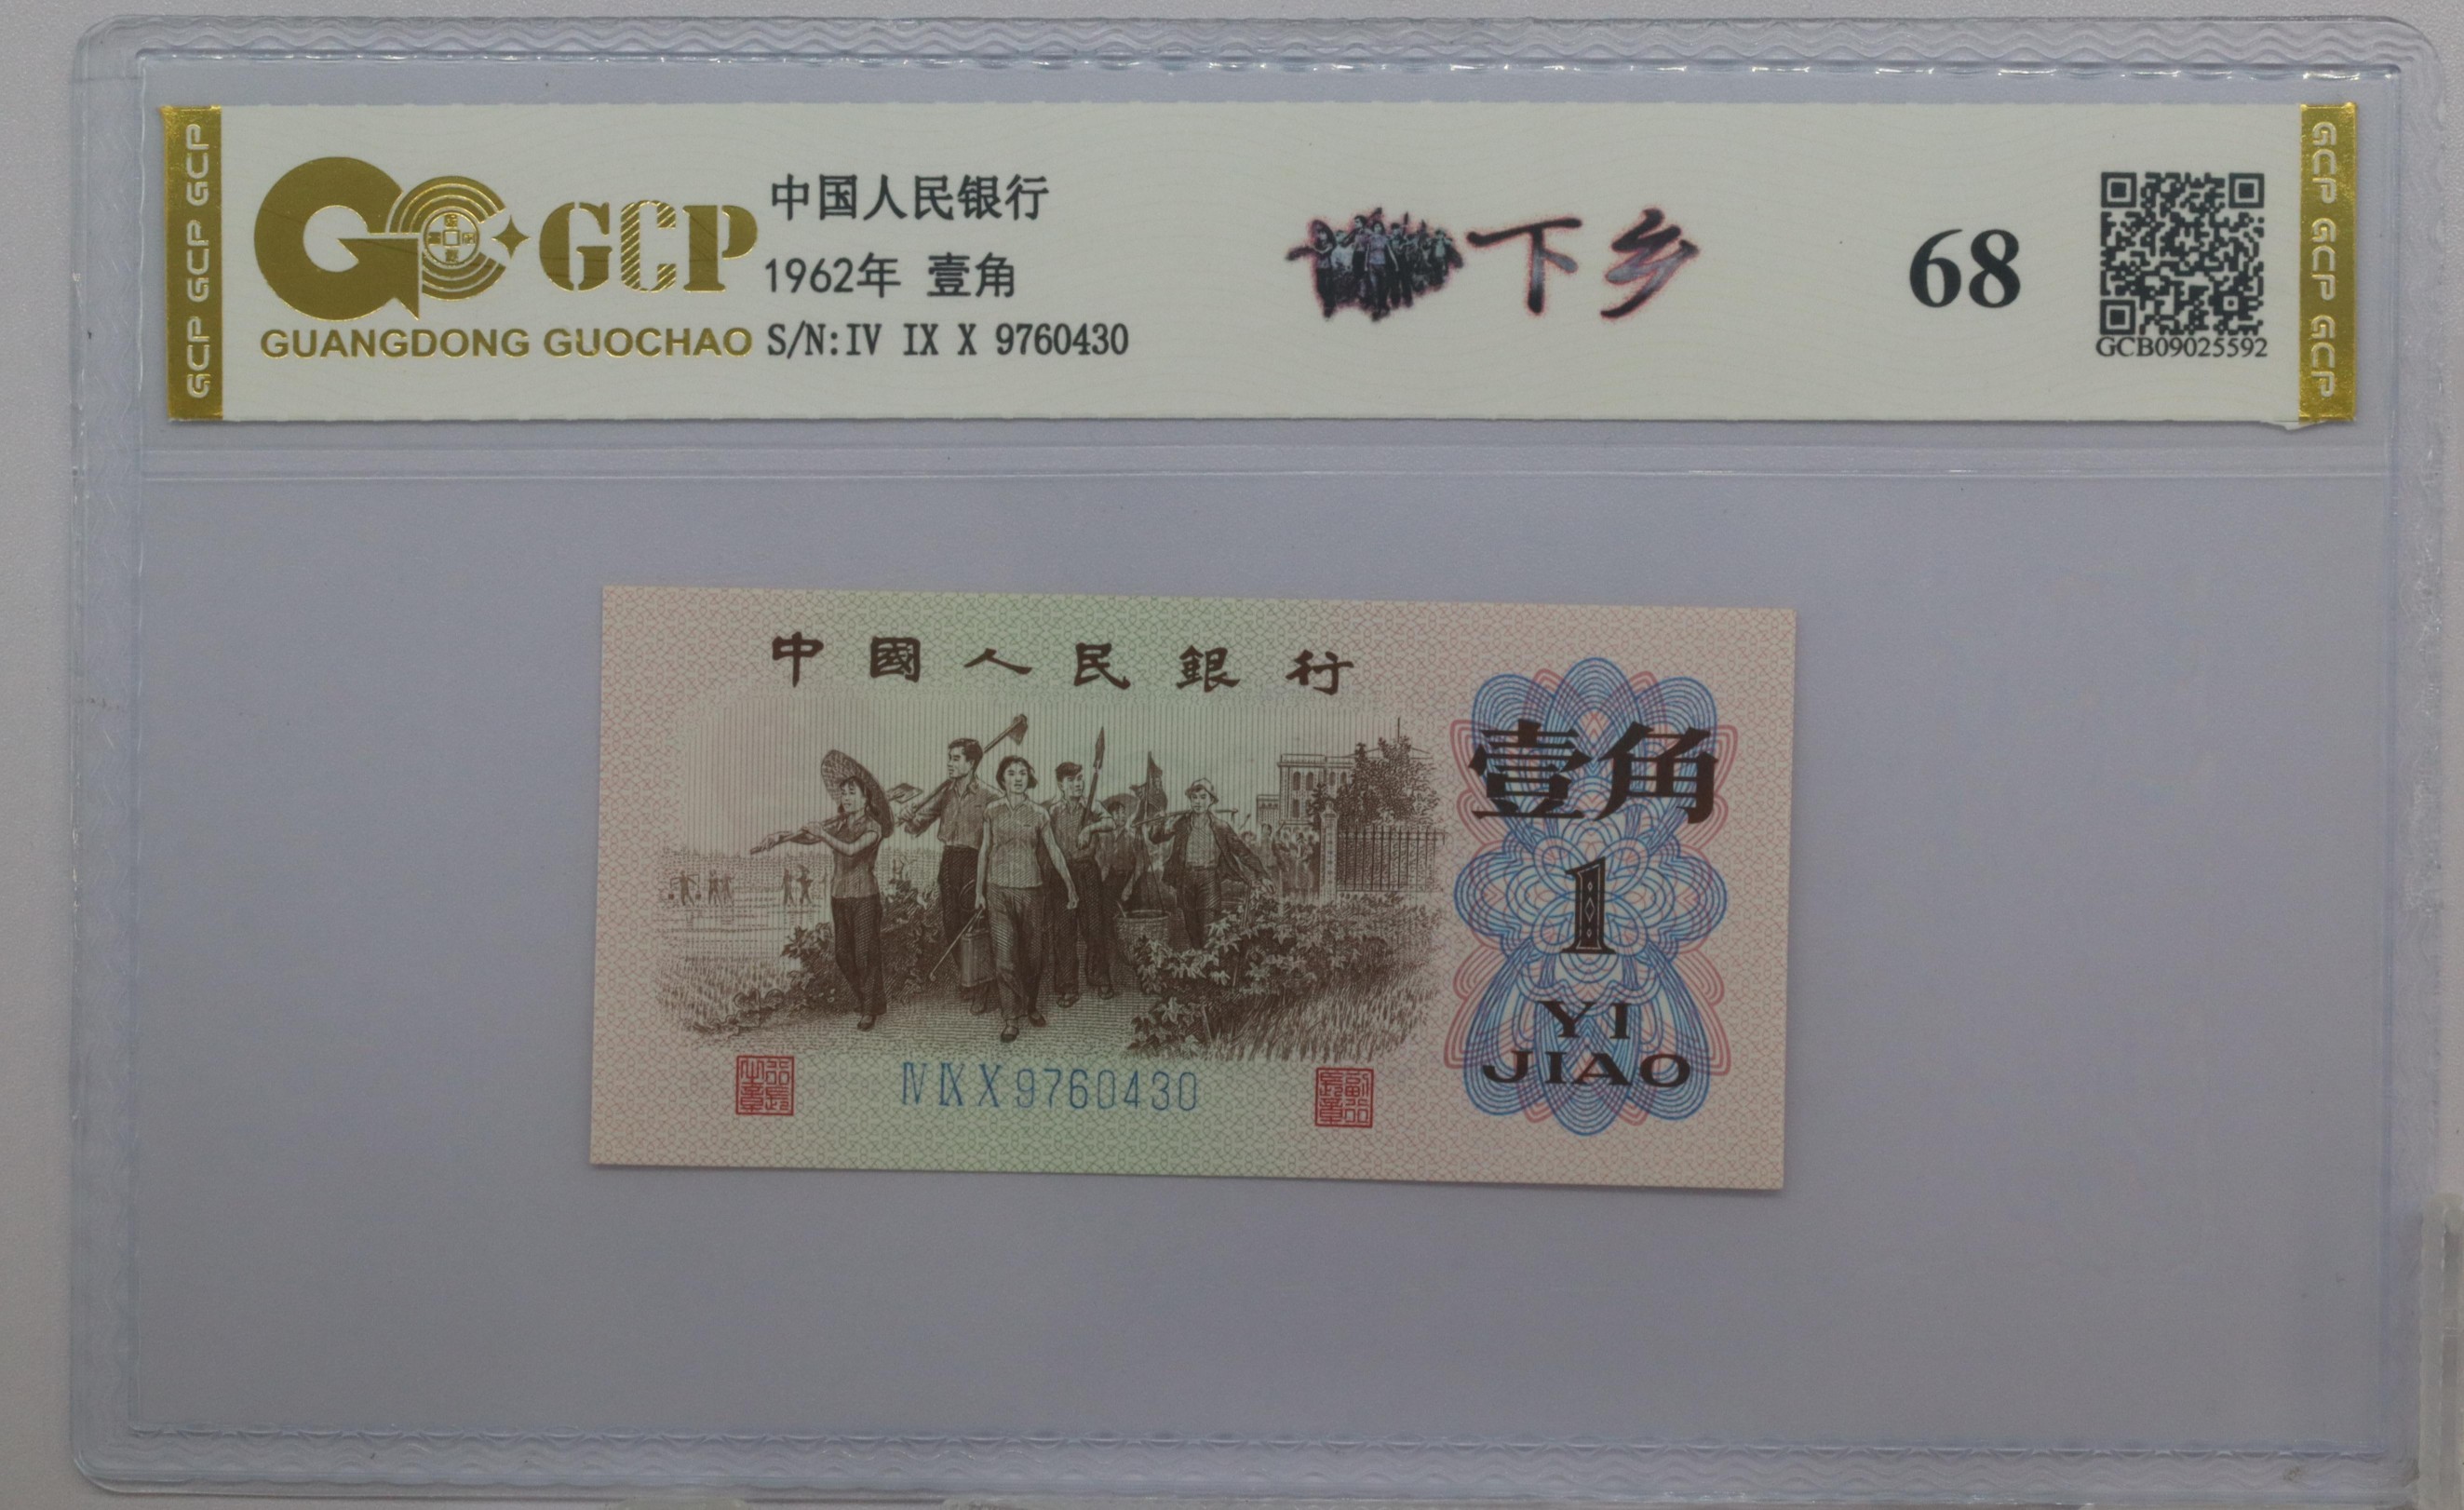 GCP GCP GCP
GCP
GUANGDONG GUOCHAO
中国人民银行
1962年 壹角
S/N:IV IX X 9760430
下乡
68
GCB09025592
GCP GCP GCP
中國人民銀行
壹角
1
YI
JIAO
IV IX X 9760430